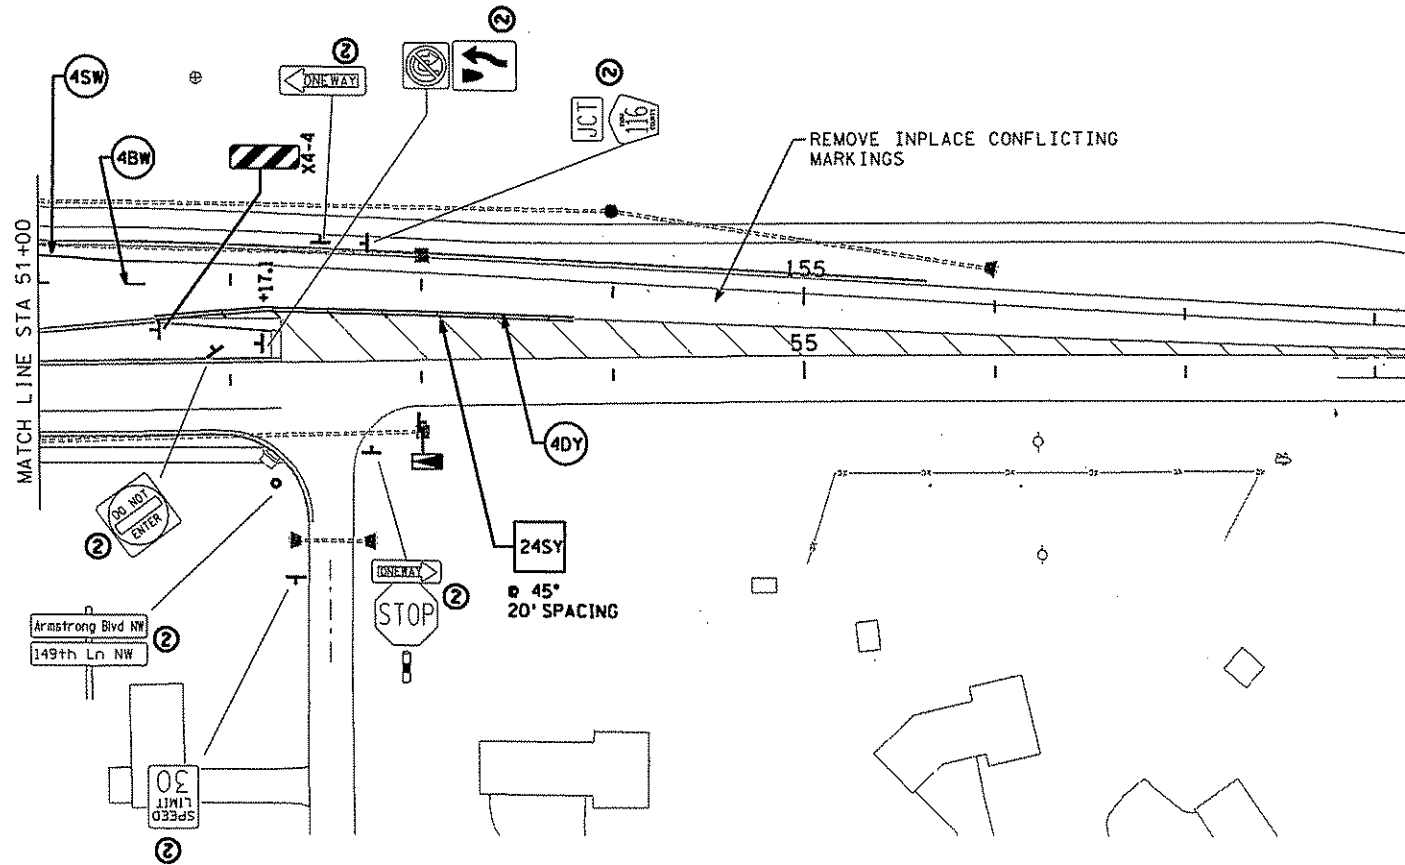 4SW
②
ONE WAY
②
②
JCT
116
COUNTY
X4-4
4BW
REMOVE INPLACE CONFLICTING
MARKINGS
MATCH LINE STA 51+00
+17.1
155
55
4DY
24SY
@ 45°
20' SPACING
DO NOT
ENTER
②
ONE WAY
STOP
②
Armstrong Blvd NW
149th Ln NW
②
SPEED
LIMIT
30
②